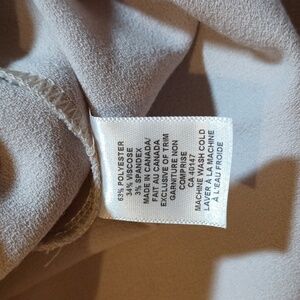 63% POLYESTER
34% VISCOSE
3% SPANDEX
MADE IN CANADA/
FAIT AU CANADA
EXCLUSIVE OF TRIM
GARNITURE NON
COMPRISE
CA 40147
MACHINE WASH COLD
LAVER À LA MACHINE
À L'EAU FROIDE